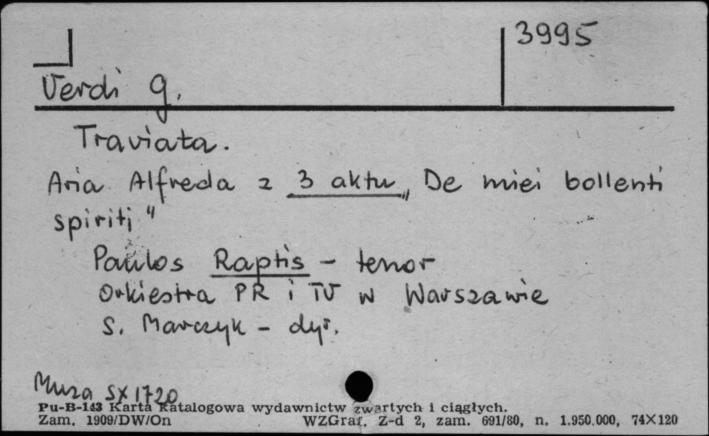 3995
Verdi G.
Traviata.
Aria Alfreda z 3 aktu „De miei bollenti
spiriti"
Paulos Raptis - tenor
Orkiestra PR i TV w Warszawie
S. Marczyk - dyr.
Muza SX 1720
Pu-B-143 Karta katalogowa wydawnictw zwartych i ciągłych.
Zam. 1909/DW/On WZGraf. Z-d 2, zam. 691/80, n. 1.950.000, 74X120